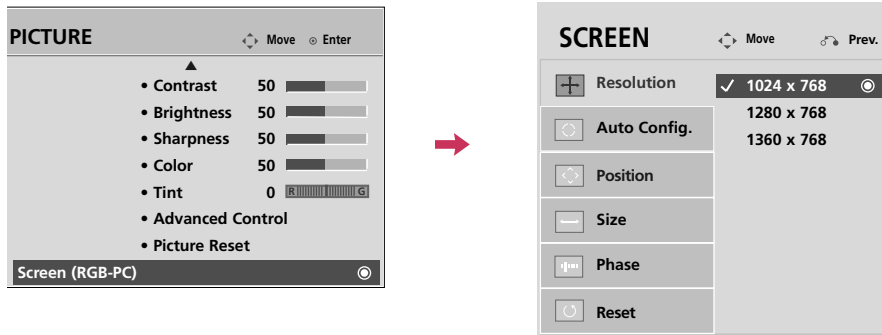 PICTURE
Move Enter
• Contrast 50
• Brightness 50
• Sharpness 50
• Color 50
• Tint 0 R G
• Advanced Control
• Picture Reset
Screen (RGB-PC)
SCREEN
Move Prev.
Resolution
Auto Config.
Position
Size
Phase
Reset
1024 x 768
1280 x 768
1360 x 768